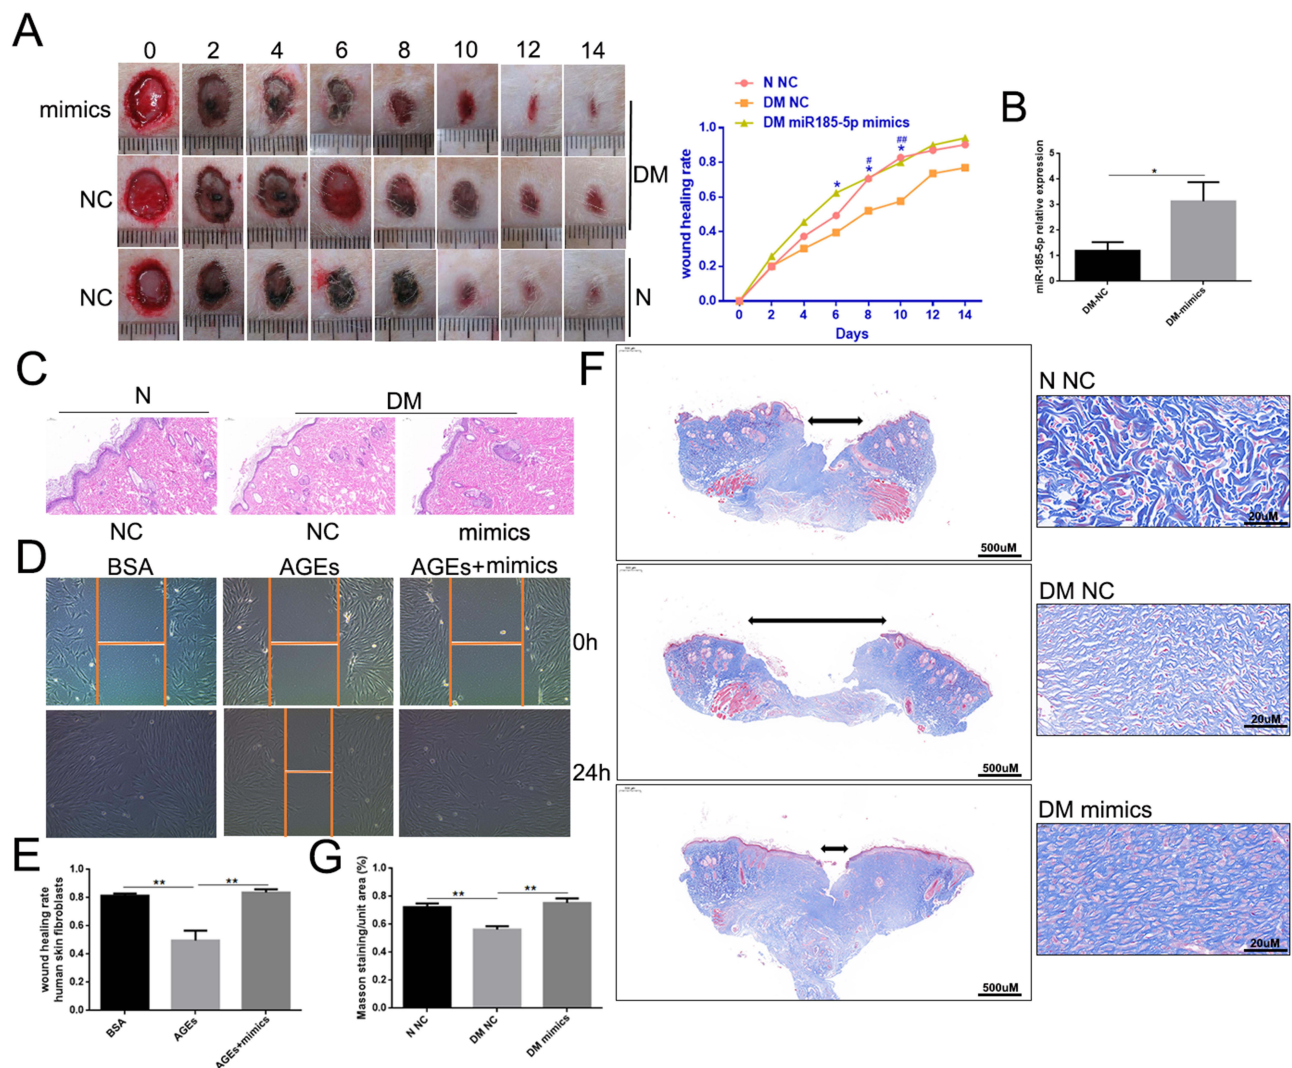 A
0 2 4 6 8 10 12 14
mimics
NC
DM
NC
N
N NC
DM NC
DM miR185-5p mimics
wound healing rate
1.0
0.8
0.6
0.4
0.2
0.0
* # * ## *
0 2 4 6 8 10 12 14
Days
B
miR-185-5p relative expression
5
4
3
2
1
0
*
DM-NC DM-mimics
C
N DM
NC NC mimics
D
BSA AGEs AGEs+mimics
0h
24h
E
wound healing rate
human skin fibroblasts
1.0
0.8
0.6
0.4
0.2
0.0
** **
BSA AGEs AGEs+mimics
G
Masson staining/unit area (%)
1.0
0.8
0.6
0.4
0.2
0.0
** **
N NC DM NC DM mimics
F
500uM
N NC
20uM
500uM
DM NC
20uM
500uM
DM mimics
20uM